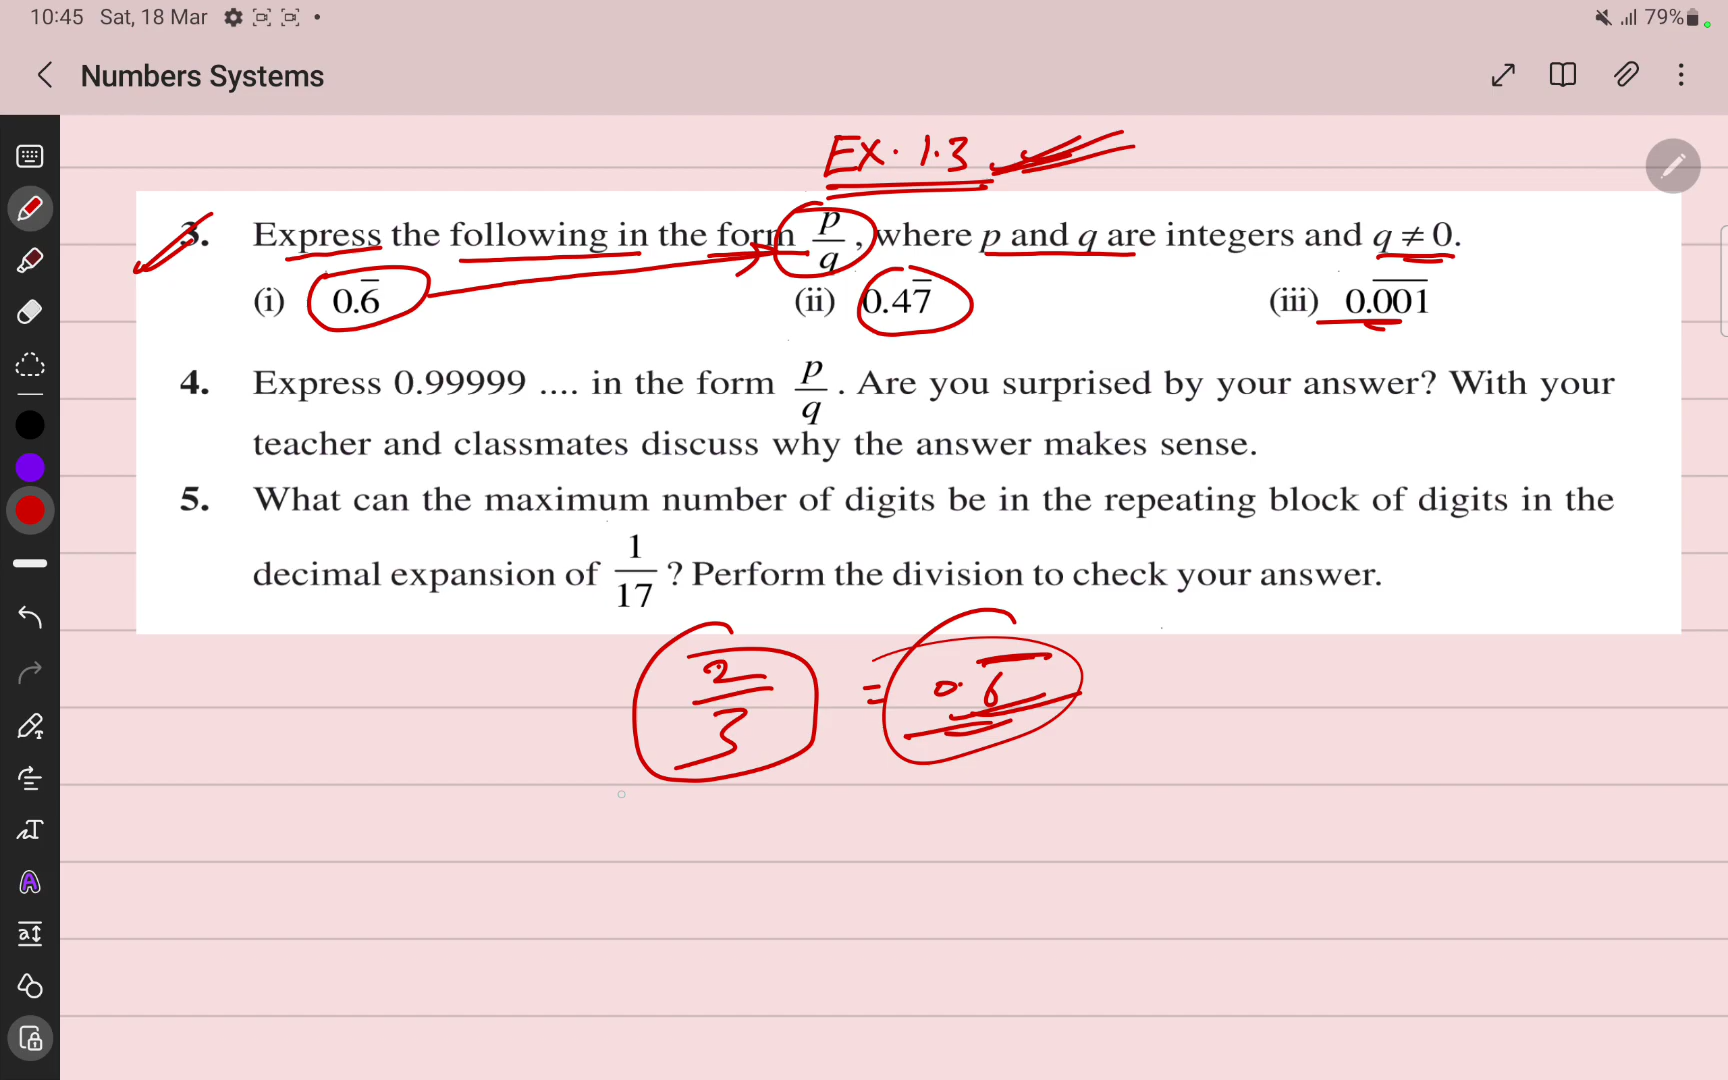 10:45 Sat, 18 Mar 79%
Numbers Systems
Ex. 1.3
3. Express the following in the form p/q, where p and q are integers and q ≠ 0.
(i) 0.6̅ (ii) 0.47̅ (iii) 0.0̅0̅1̅
4. Express 0.99999 .... in the form p/q. Are you surprised by your answer? With your
teacher and classmates discuss why the answer makes sense.
5. What can the maximum number of digits be in the repeating block of digits in the
decimal expansion of 1/17? Perform the division to check your answer.
2/3 = 0.6̅